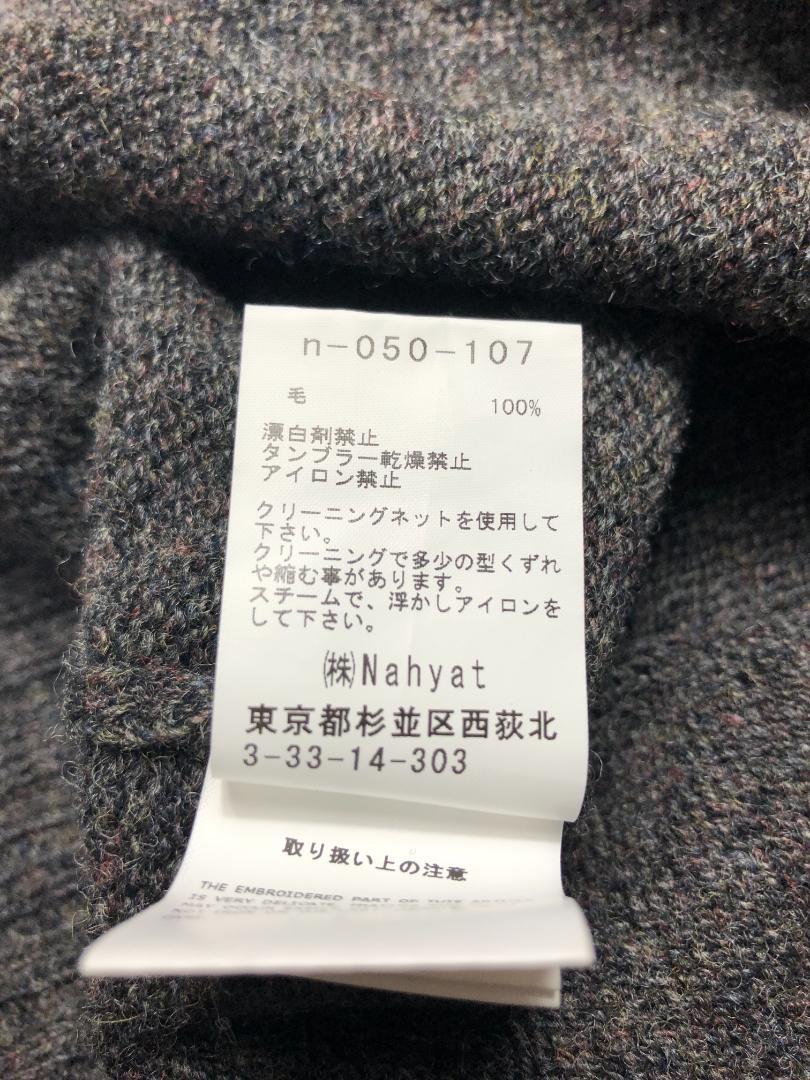 n-050-107
毛 100%
漂白剤禁止
タンブラー乾燥禁止
アイロン禁止
クリーニングネットを使用して
下さい。
クリーニングで多少の型くずれ
や縮む事があります。
スチームで、浮かしアイロンを
して下さい。
㈱Nahyat
東京都杉並区西荻北
3-33-14-303
取り扱い上の注意
THE EMBROIDERED PART OF THIS
IS VERY DELICATE.